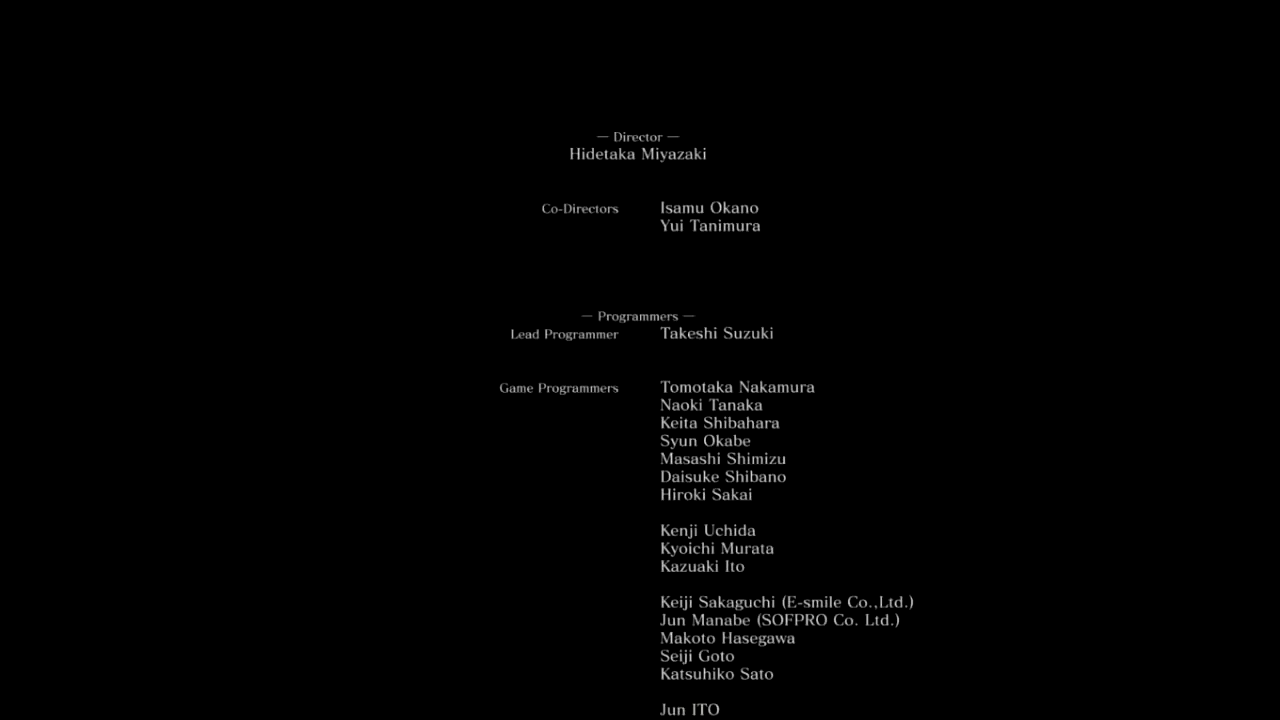 — Director —
Hidetaka Miyazaki
Co-Directors Isamu Okano
Yui Tanimura
— Programmers —
Lead Programmer Takeshi Suzuki
Game Programmers Tomotaka Nakamura
Naoki Tanaka
Keita Shibahara
Syun Okabe
Masashi Shimizu
Daisuke Shibano
Hiroki Sakai
Kenji Uchida
Kyoichi Murata
Kazuaki Ito
Keiji Sakaguchi (E-smile Co.,Ltd.)
Jun Manabe (SOFPRO Co. Ltd.)
Makoto Hasegawa
Seiji Goto
Katsuhiko Sato
Jun ITO